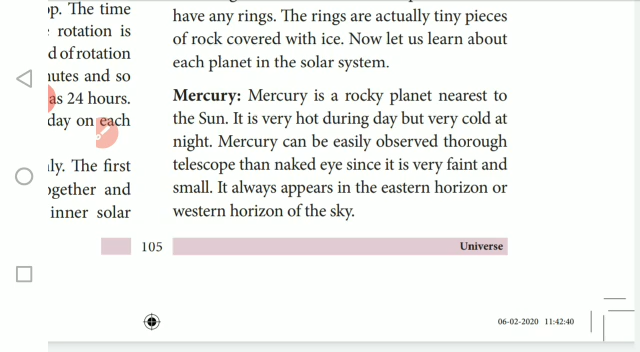 op. The time
rotation is
d of rotation
nutes and so
as 24 hours.
day on each
ly. The first
ogether and
inner solar
have any rings. The rings are actually tiny pieces
of rock covered with ice. Now let us learn about
each planet in the solar system.
Mercury: Mercury is a rocky planet nearest to
the Sun. It is very hot during day but very cold at
night. Mercury can be easily observed thorough
telescope than naked eye since it is very faint and
small. It always appears in the eastern horizon or
western horizon of the sky.
105 Universe
06-02-2020 11:42:40